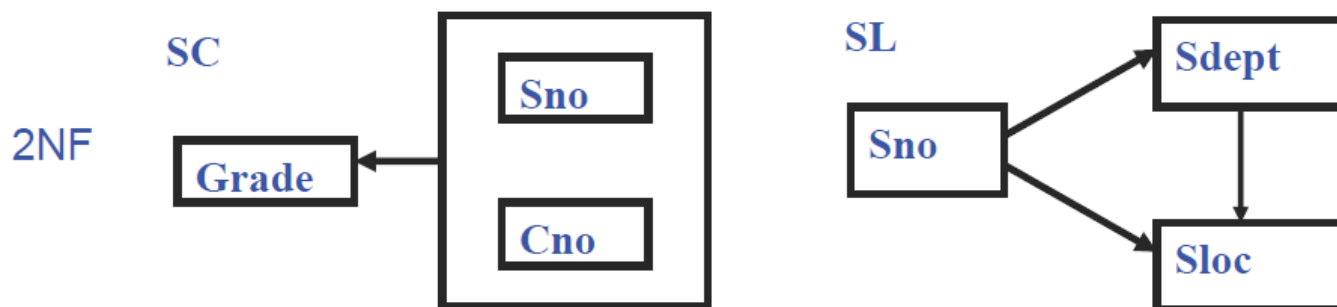 2NF
SC
Sno
Grade
Cno
SL
Sdept
Sno
Sloc